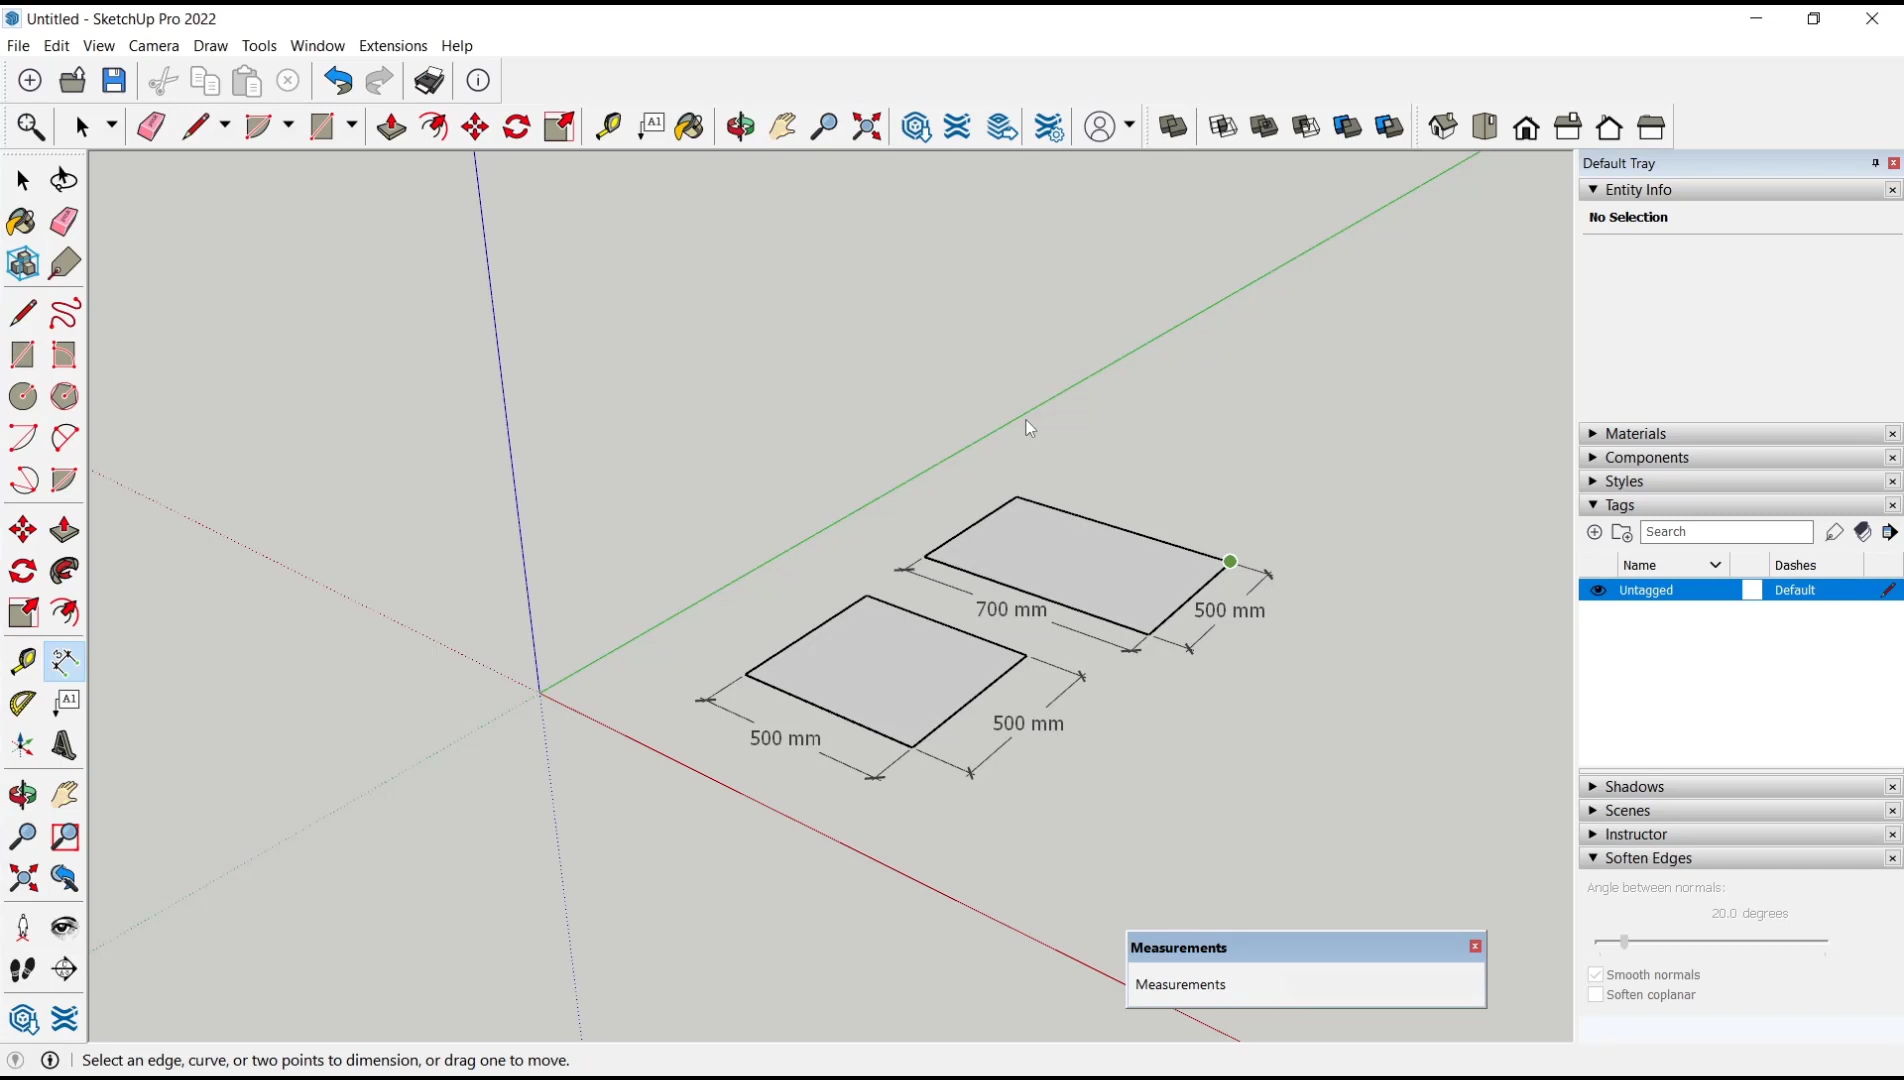 Untitled - SketchUp Pro 2022
File Edit View Camera Draw Tools Window Extensions Help
A1
Default Tray
Entity Info
No Selection
A1
Materials
Components
Styles
Tags
Search
Name Dashes
Untagged Default
700 mm
500 mm
500 mm
500 mm
Shadows
Scenes
Instructor
Soften Edges
Angle between normals:
20.0 degrees
Smooth normals
Soften coplanar
Measurements
Measurements
Select an edge, curve, or two points to dimension, or drag one to move.